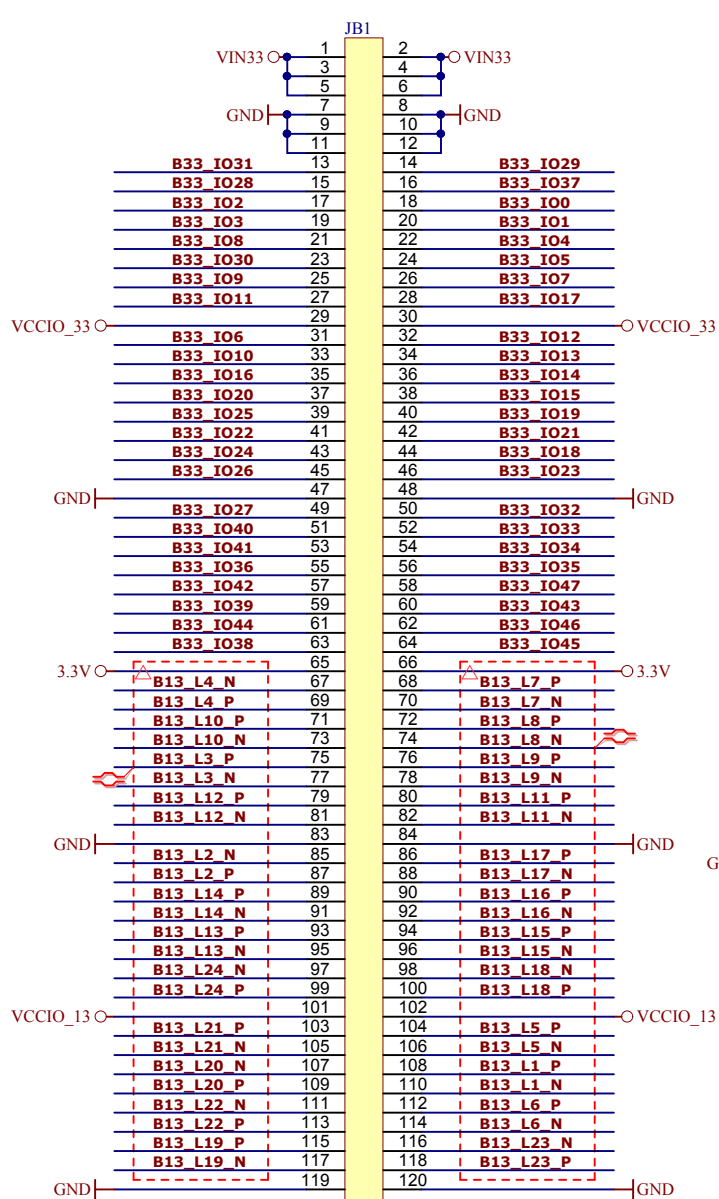 JB1
VIN33 1 2 VIN33
3 4
5 6
GND 7 8 GND
9 10
11 12
B33_IO31 13 14 B33_IO29
B33_IO28 15 16 B33_IO37
B33_IO2 17 18 B33_IO0
B33_IO3 19 20 B33_IO1
B33_IO8 21 22 B33_IO4
B33_IO30 23 24 B33_IO5
B33_IO9 25 26 B33_IO7
B33_IO11 27 28 B33_IO17
VCCIO_33 29 30 VCCIO_33
B33_IO6 31 32 B33_IO12
B33_IO10 33 34 B33_IO13
B33_IO16 35 36 B33_IO14
B33_IO20 37 38 B33_IO15
B33_IO25 39 40 B33_IO19
B33_IO22 41 42 B33_IO21
B33_IO24 43 44 B33_IO18
B33_IO26 45 46 B33_IO23
GND 47 48 GND
B33_IO27 49 50 B33_IO32
B33_IO40 51 52 B33_IO33
B33_IO41 53 54 B33_IO34
B33_IO36 55 56 B33_IO35
B33_IO42 57 58 B33_IO47
B33_IO39 59 60 B33_IO43
B33_IO44 61 62 B33_IO46
B33_IO38 63 64 B33_IO45
3.3V 65 66 3.3V
B13_L4_N 67 68 B13_L7_P
B13_L4_P 69 70 B13_L7_N
B13_L10_P 71 72 B13_L8_P
B13_L10_N 73 74 B13_L8_N
B13_L3_P 75 76 B13_L9_P
B13_L3_N 77 78 B13_L9_N
B13_L12_P 79 80 B13_L11_P
B13_L12_N 81 82 B13_L11_N
GND 83 84 GND
G
B13_L2_N 85 86 B13_L17_P
B13_L2_P 87 88 B13_L17_N
B13_L14_P 89 90 B13_L16_P
B13_L14_N 91 92 B13_L16_N
B13_L13_P 93 94 B13_L15_P
B13_L13_N 95 96 B13_L15_N
B13_L24_N 97 98 B13_L18_N
B13_L24_P 99 100 B13_L18_P
VCCIO_13 101 102 VCCIO_13
B13_L21_P 103 104 B13_L5_P
B13_L21_N 105 106 B13_L5_N
B13_L20_N 107 108 B13_L1_P
B13_L20_P 109 110 B13_L1_N
B13_L22_N 111 112 B13_L6_P
B13_L22_P 113 114 B13_L6_N
B13_L19_P 115 116 B13_L23_N
B13_L19_N 117 118 B13_L23_P
GND 119 120 GND